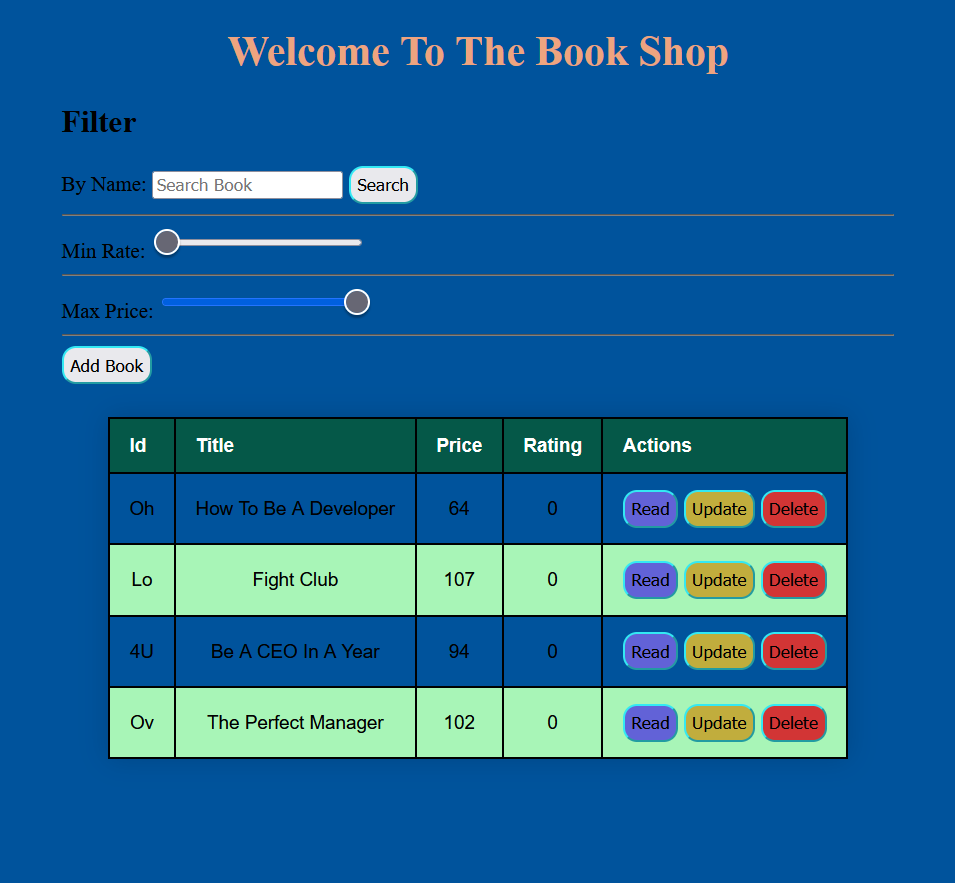 Welcome To The Book Shop
Filter
By Name: Search Book Search
Min Rate:
Max Price:
Add Book
Id Title Price Rating Actions
Oh How To Be A Developer 64 0 Read Update Delete
Lo Fight Club 107 0 Read Update Delete
4U Be A CEO In A Year 94 0 Read Update Delete
Ov The Perfect Manager 102 0 Read Update Delete